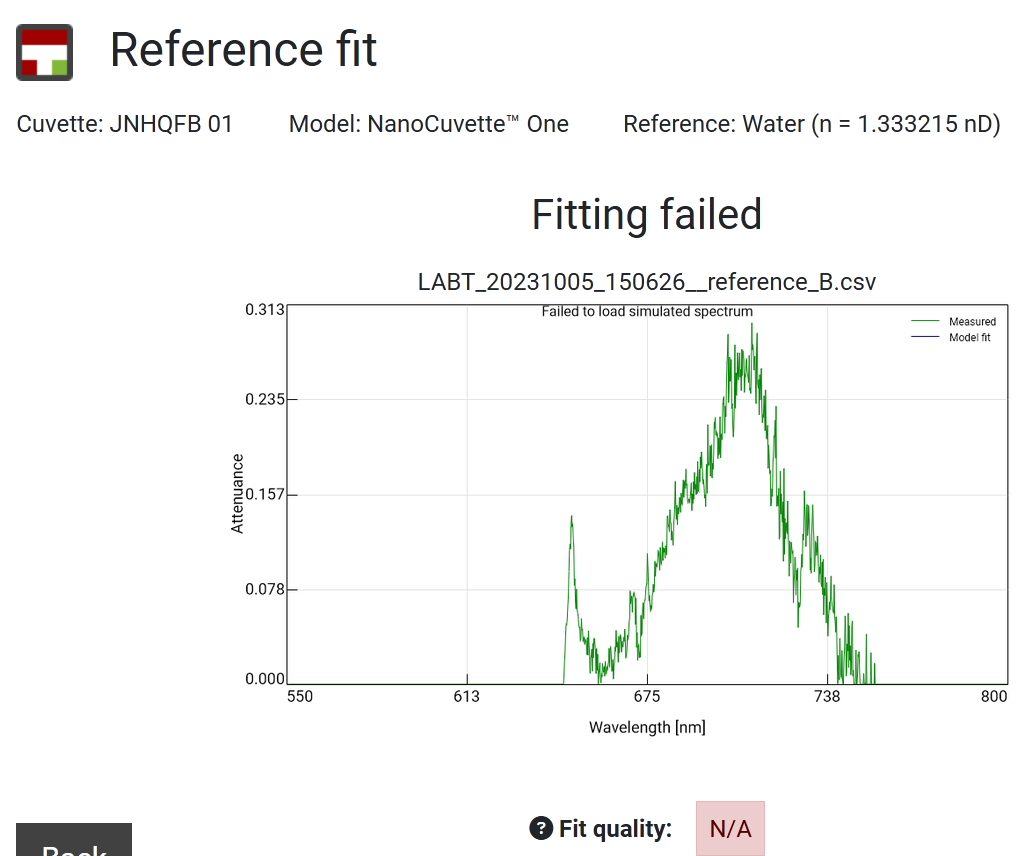 Reference fit
Cuvette: JNHQFB 01 Model: NanoCuvette™ One Reference: Water (n = 1.333215 nD)
Fitting failed
LABT_20231005_150626__reference_B.csv
Failed to load simulated spectrum
Measured
Model fit
0.313
0.235
0.157
0.078
0.000
Attenuance
550 613 675 738 800
Wavelength [nm]
? Fit quality: N/A
Back